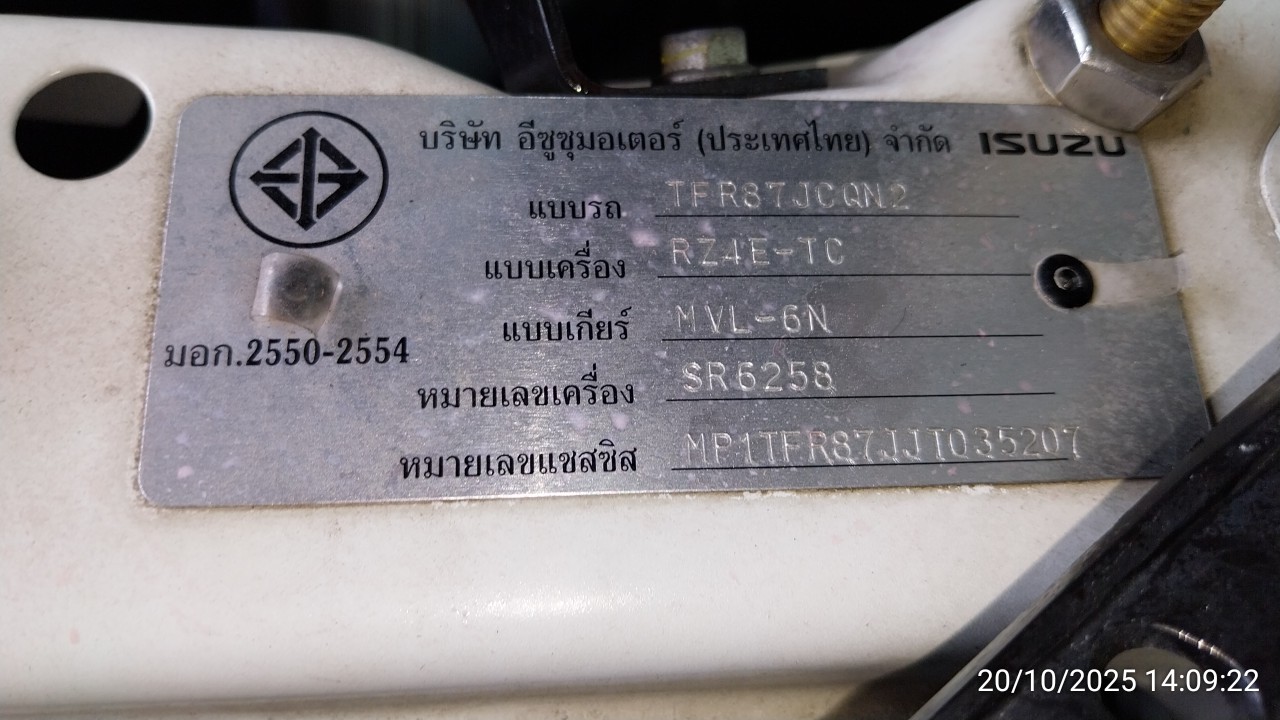 บริษัท อีซูซุมอเตอร์ (ประเทศไทย) จำกัด ISUZU
แบบรถ TFR87JCQN2
แบบเครื่อง RZ4E-TC
แบบเกียร์ MVL-6N
มอก.2550-2554
หมายเลขเครื่อง SR6258
หมายเลขแชสซิส MP1TFR87JJT035207
20/10/2025 14:09:22